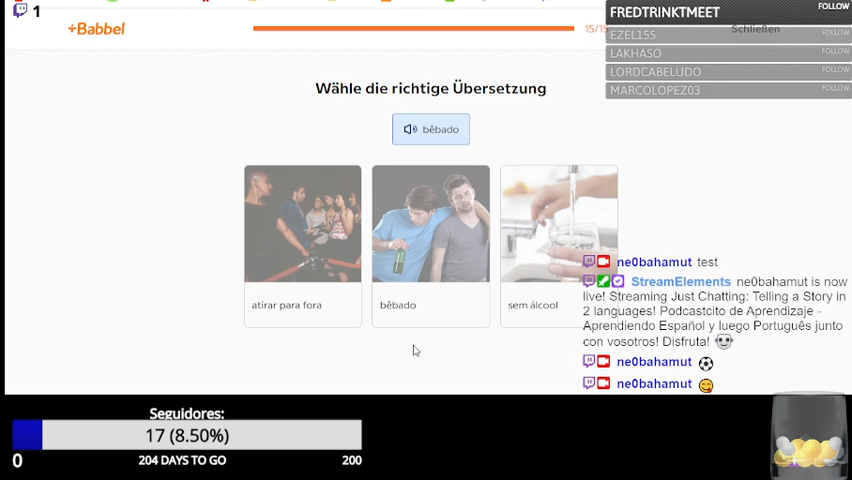 1
FREDTRINKTMEET
FOLLOW
+Babbel
15/15
Schließen
EZEL155
FOLLOW
LAKHASO
FOLLOW
LORDCABELUDO
FOLLOW
MARCOLOPEZ03
FOLLOW
Wähle die richtige Übersetzung
bêbado
atirar para fora
bêbado
sem álcool
ne0bahamut test
StreamElements ne0bahamut is now
live! Streaming Just Chatting: Telling a Story in
2 languages! Podcastcito de Aprendizaje -
Aprendiendo Español y luego Português junto
con vosotros! Disfruta!
ne0bahamut
ne0bahamut
Seguidores:
17 (8.50%)
0
204 DAYS TO GO
200